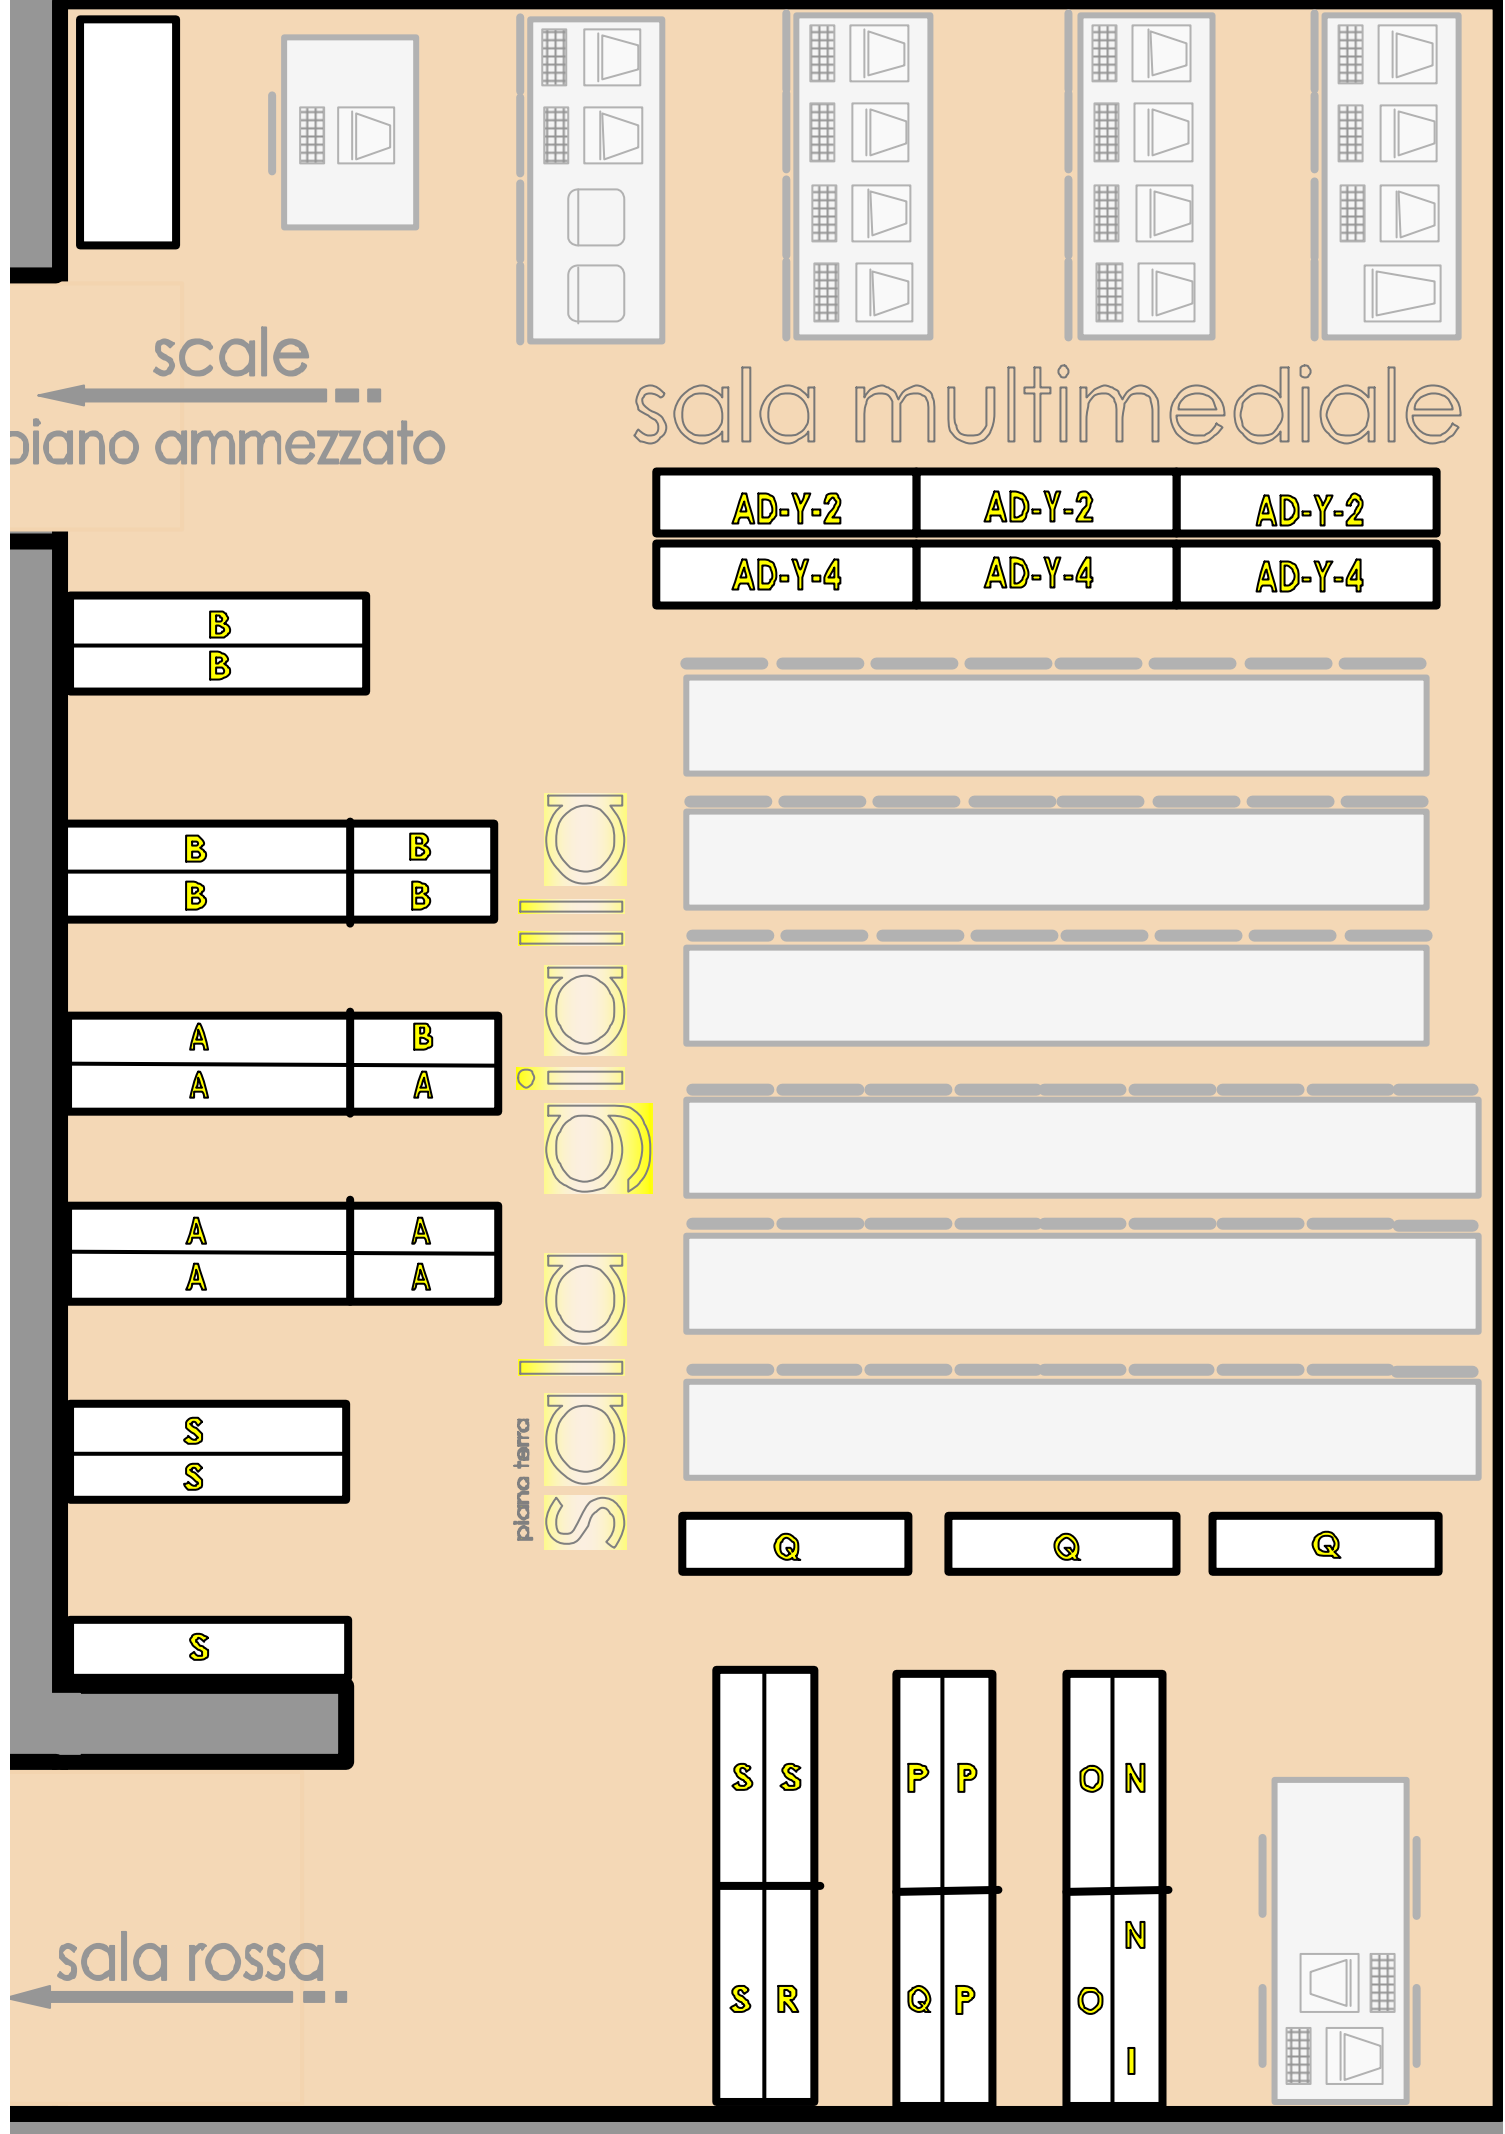 scale
piano ammezzato
sala multimediale
AD-Y-2 AD-Y-2 AD-Y-2
AD-Y-4 AD-Y-4 AD-Y-4
B
B
B B
B B
A B
A A
A A
A A
sala gialla
piano terra
S
S
Q Q Q
S
S S P P O N
N
S R Q P O
I
sala rossa